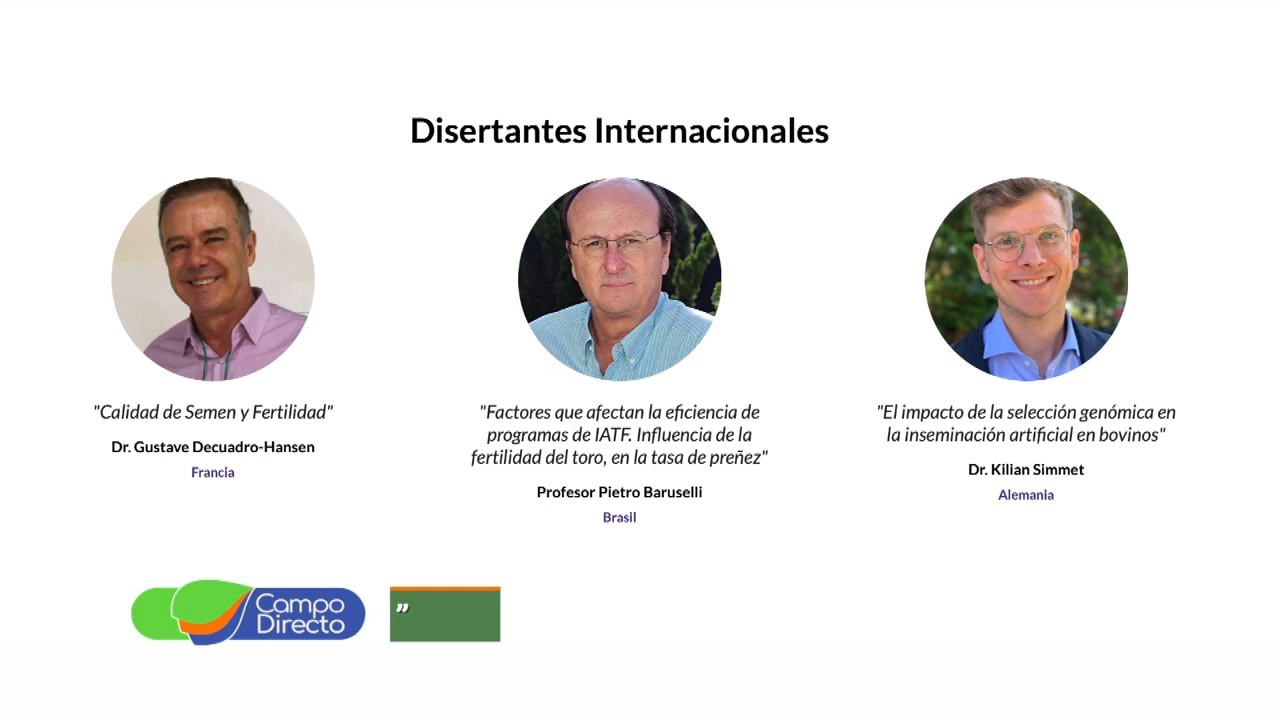 Disertantes Internacionales
"Calidad de Semen y Fertilidad"
Dr. Gustave Decuadro-Hansen
Francia
"Factores que afectan la eficiencia de
programas de IATF. Influencia de la
fertilidad del toro, en la tasa de preñez"
Profesor Pietro Baruselli
Brasil
"El impacto de la selección genómica en
la inseminación artificial en bovinos"
Dr. Kilian Simmet
Alemania
Campo
Directo
"